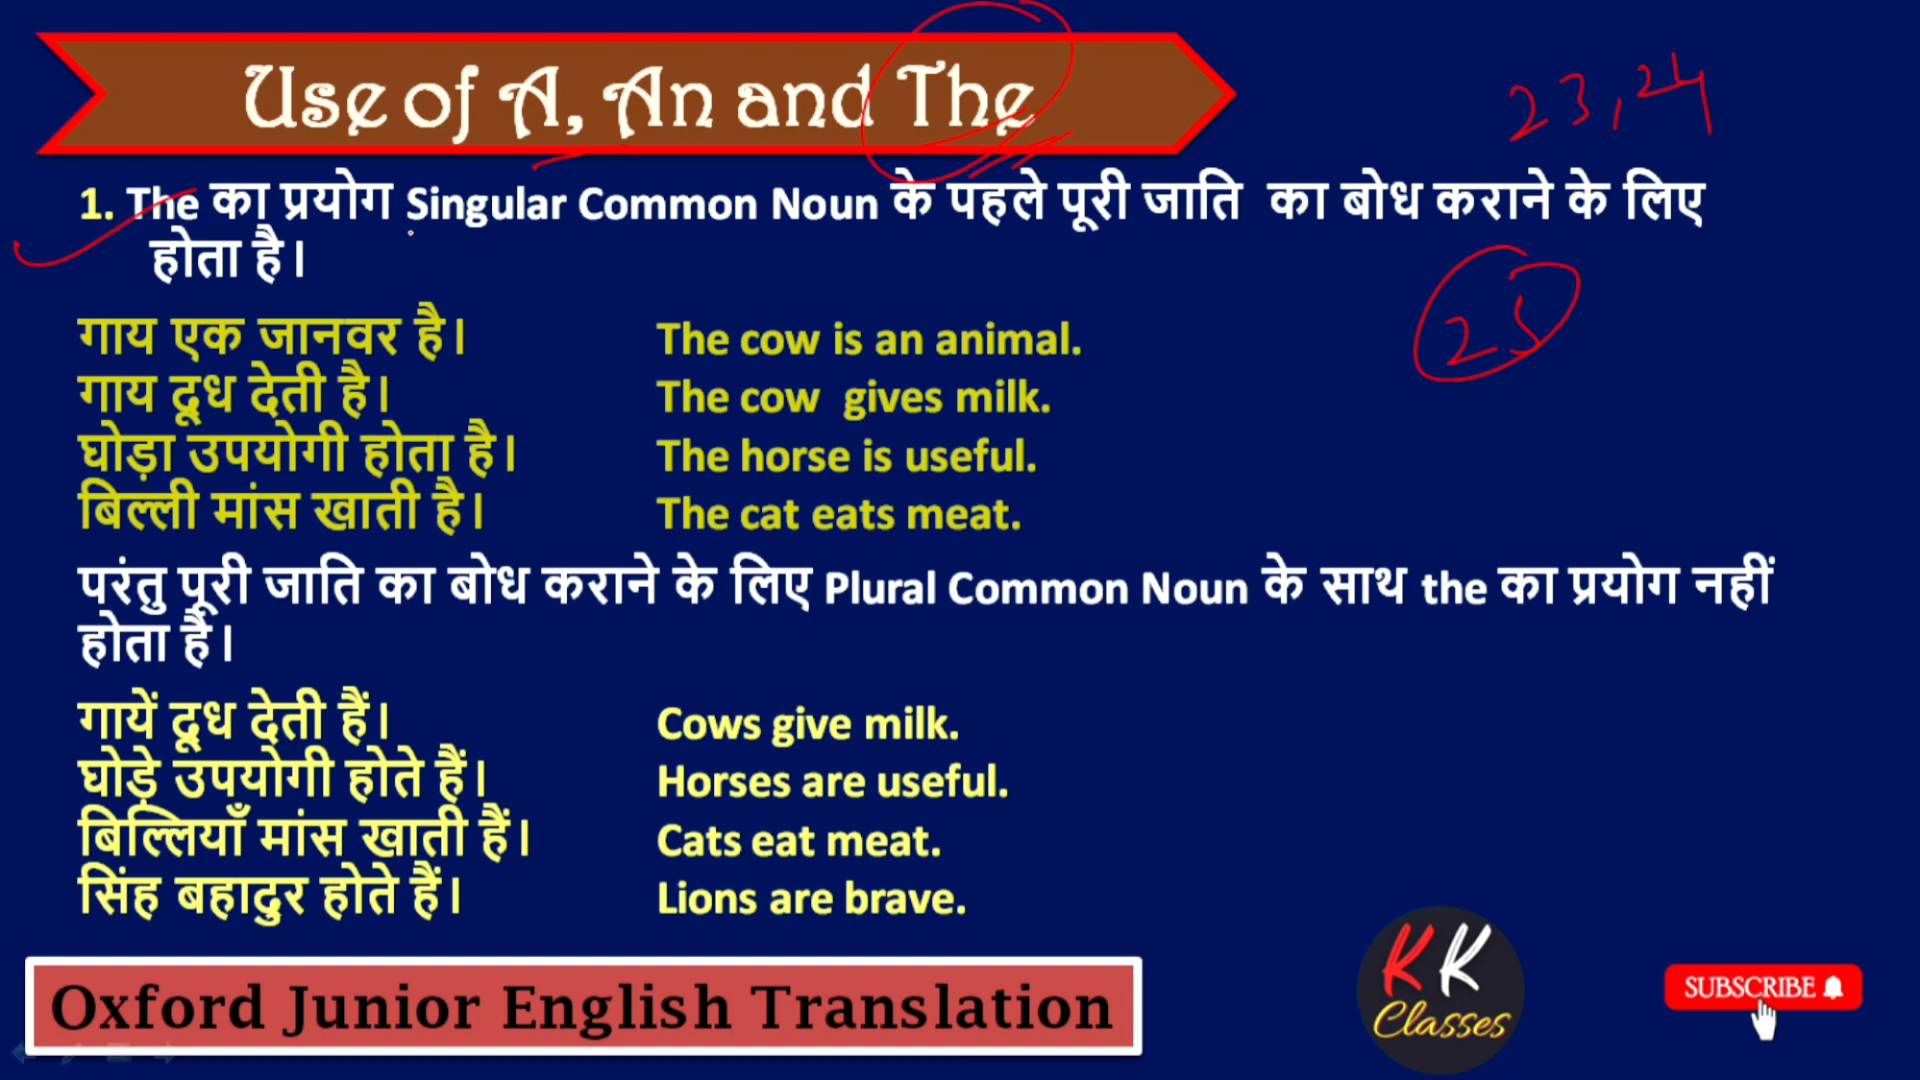 Use of A, An and The
23, 24
1. The का प्रयोग Singular Common Noun के पहले पूरी जाति का बोध कराने के लिए
होता है।
25
गाय एक जानवर है। The cow is an animal.
गाय दूध देती है। The cow gives milk.
घोड़ा उपयोगी होता है। The horse is useful.
बिल्ली मांस खाती है। The cat eats meat.
परंतु पूरी जाति का बोध कराने के लिए Plural Common Noun के साथ the का प्रयोग नहीं
होता है।
गायें दूध देती हैं। Cows give milk.
घोड़े उपयोगी होते हैं। Horses are useful.
बिल्लियाँ मांस खाती हैं। Cats eat meat.
सिंह बहादुर होते हैं। Lions are brave.
Oxford Junior English Translation
KK
Classes
SUBSCRIBE